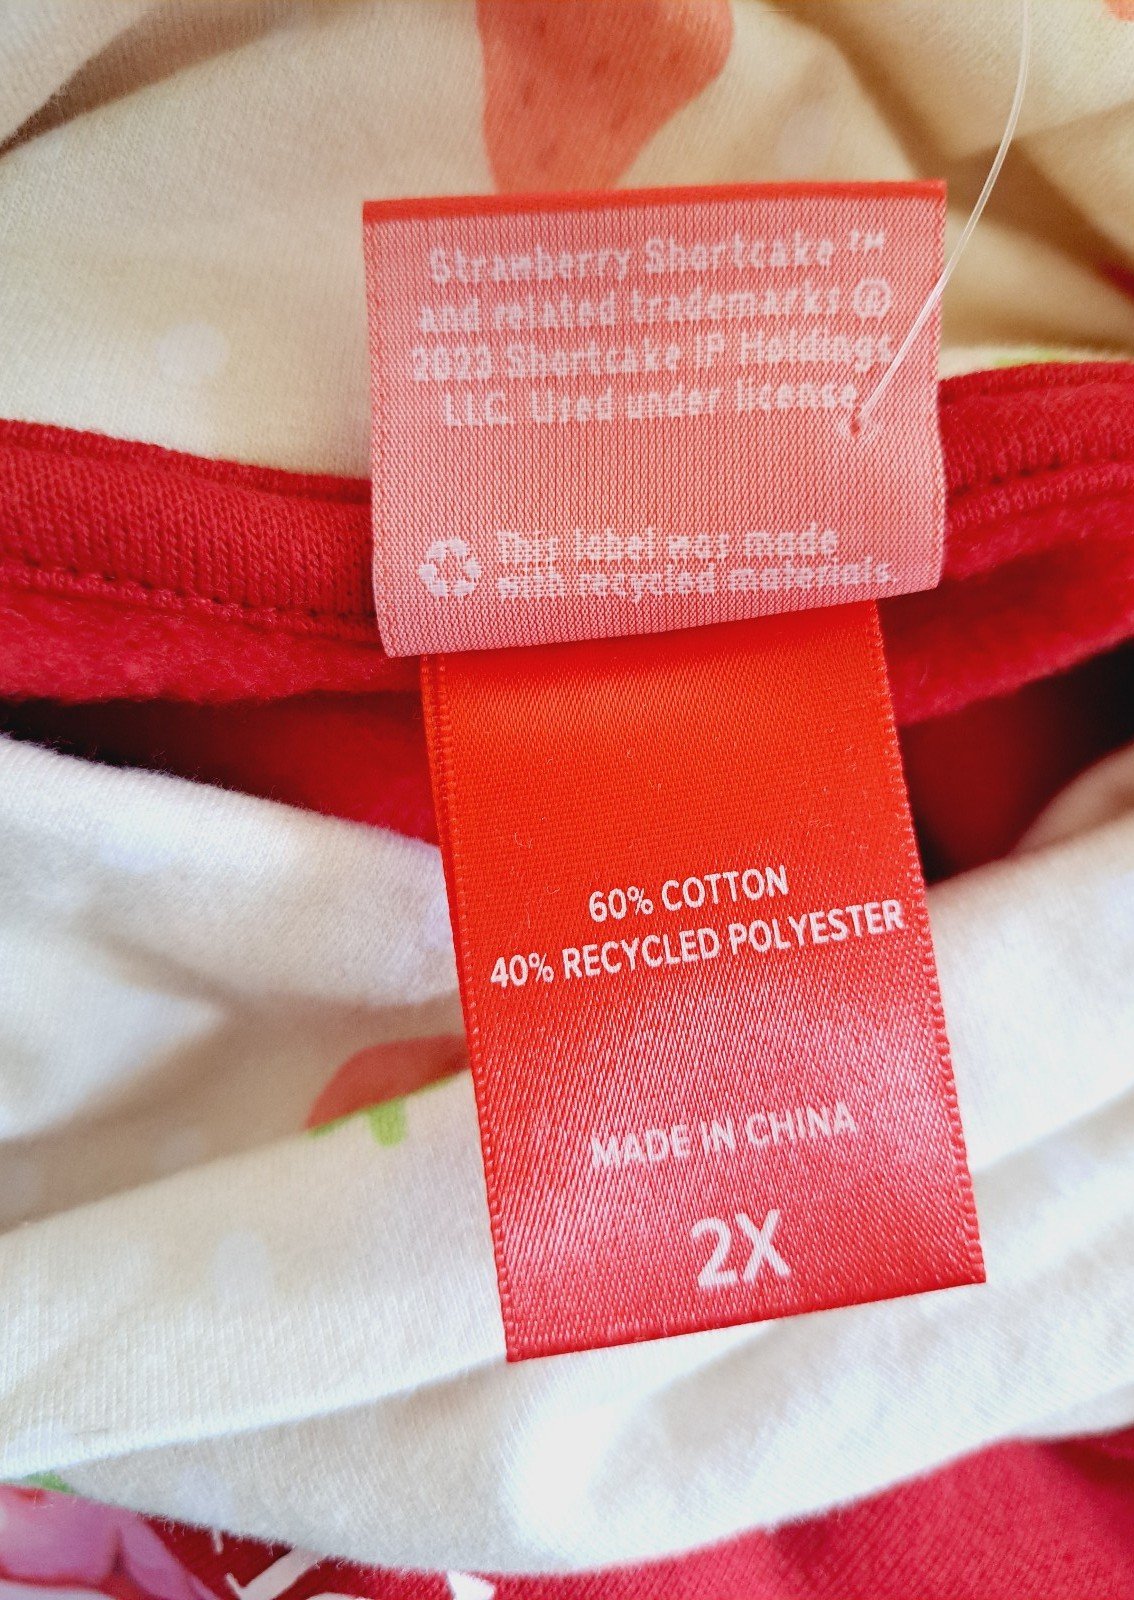 Strawberry Shortcake™
and related trademarks ®
2023 Shortcake IP Holdings
LLC. Used under licence.
This label was made
with recycled materials.
60% COTTON
40% RECYCLED POLYESTER
MADE IN CHINA
2X